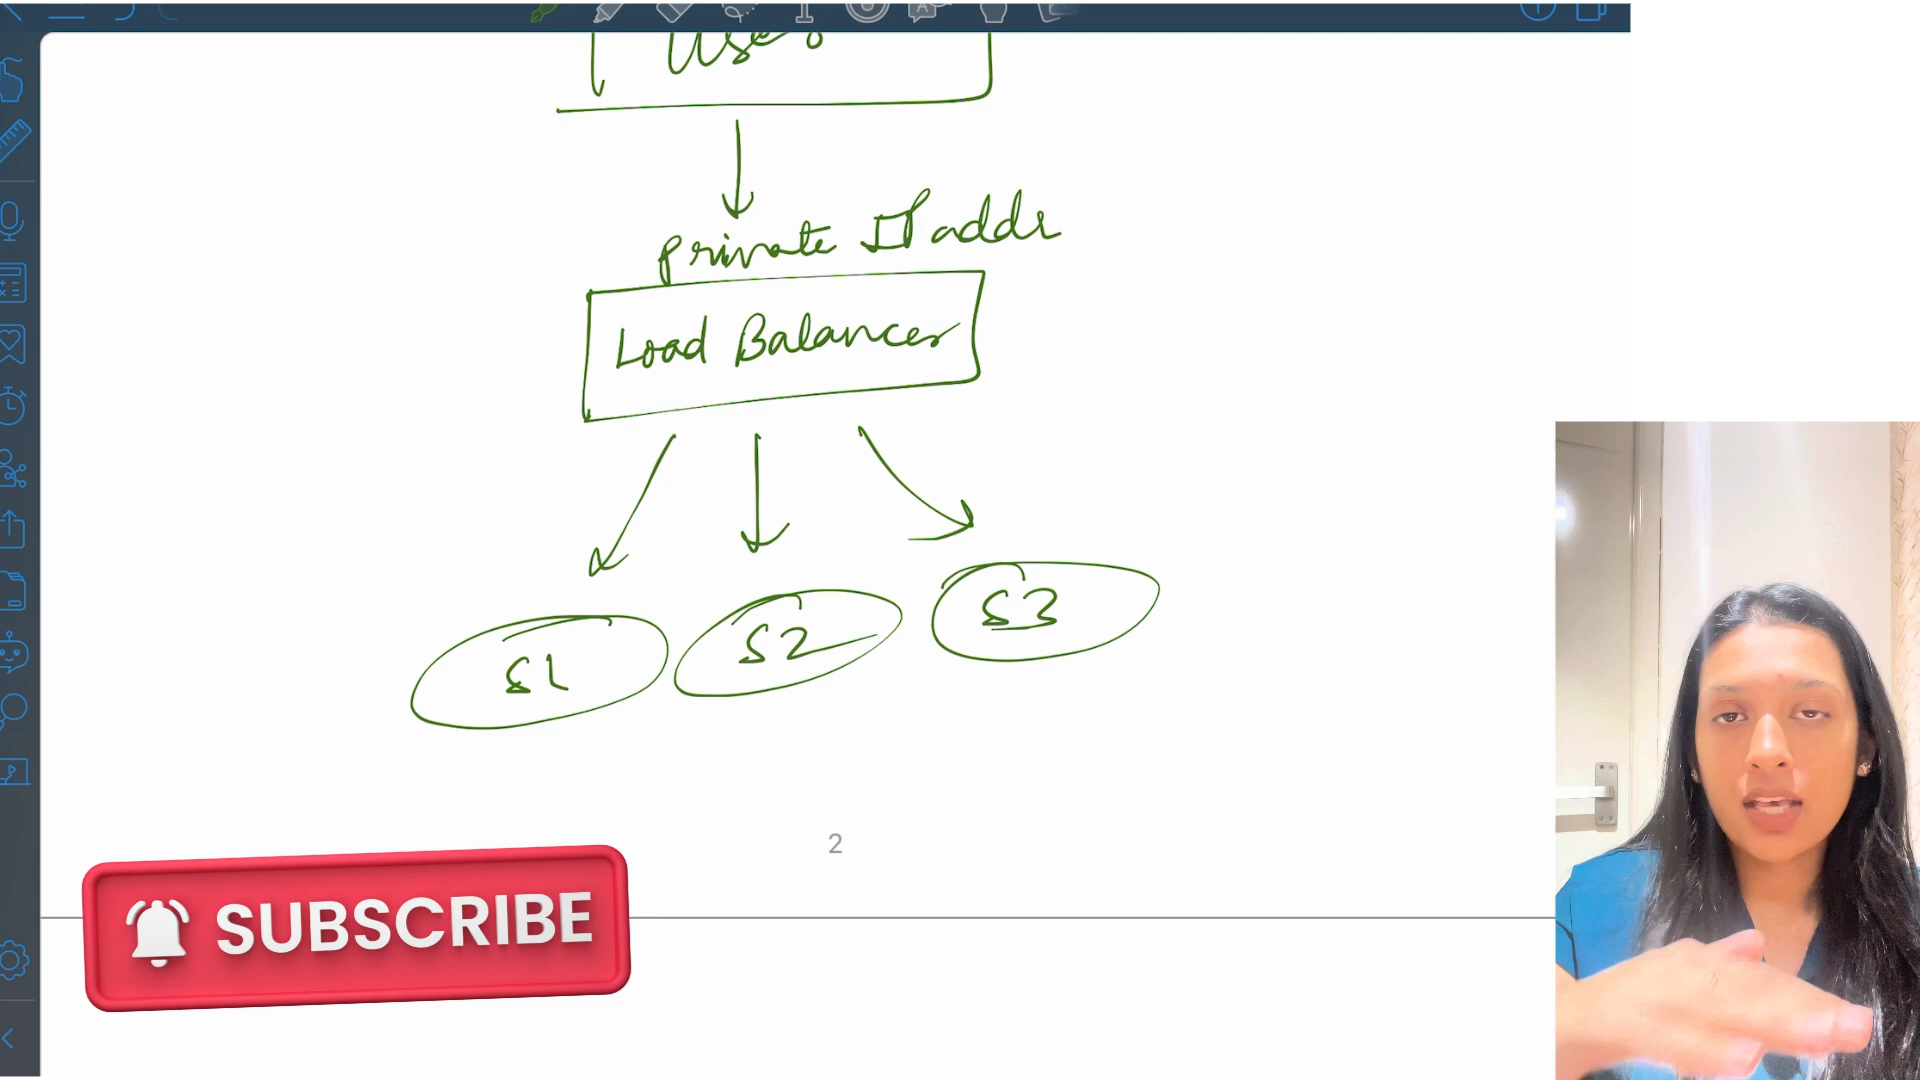 private IP addr
Load Balancer
S1
S2
S3
2
SUBSCRIBE